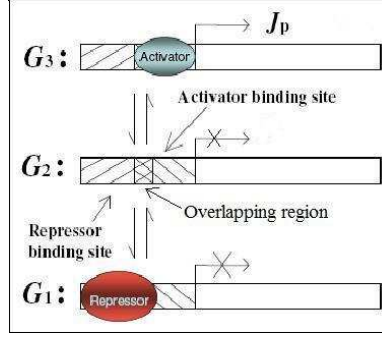 Jp
G3:
Activator
Activator binding site
G2:
Overlapping region
Repressor
binding site
G1:
Repressor